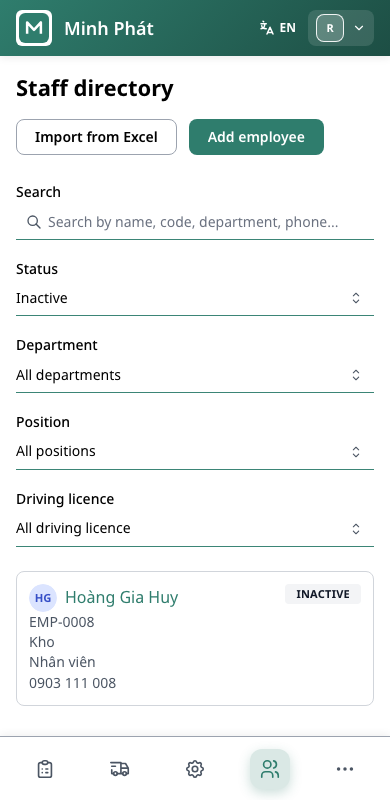 Minh Phát
EN
R
Staff directory
Import from Excel
Add employee
Search
Search by name, code, department, phone...
Status
Inactive
Department
All departments
Position
All positions
Driving licence
All driving licence
HG
Hoàng Gia Huy
INACTIVE
EMP-0008
Kho
Nhân viên
0903 111 008